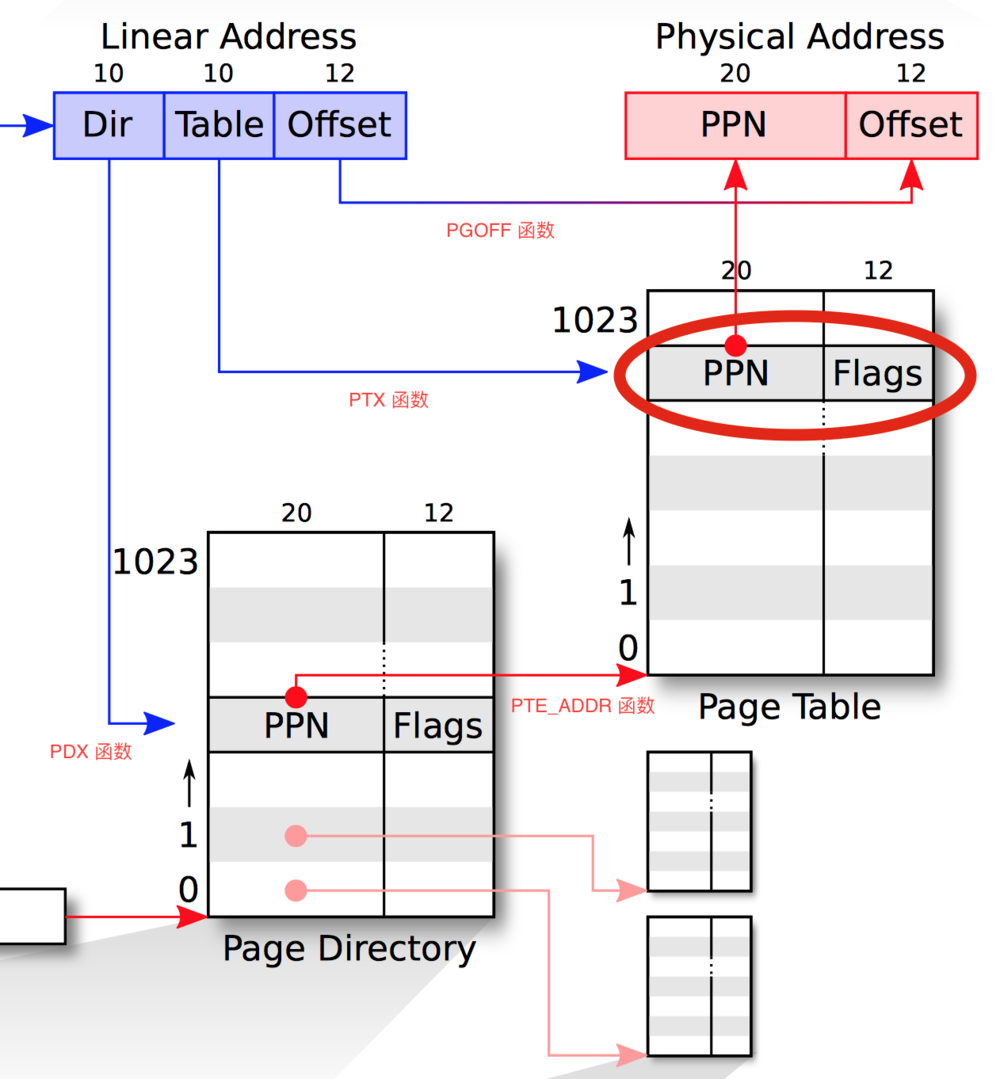 Linear Address
Physical Address
10 10 12
20 12
Dir Table Offset
PPN Offset
PGOFF 函数
20 12
1023
PPN Flags
PTX 函数
20 12
1023
1
0
PTE_ADDR 函数
Page Table
PPN Flags
PDX 函数
1
0
Page Directory